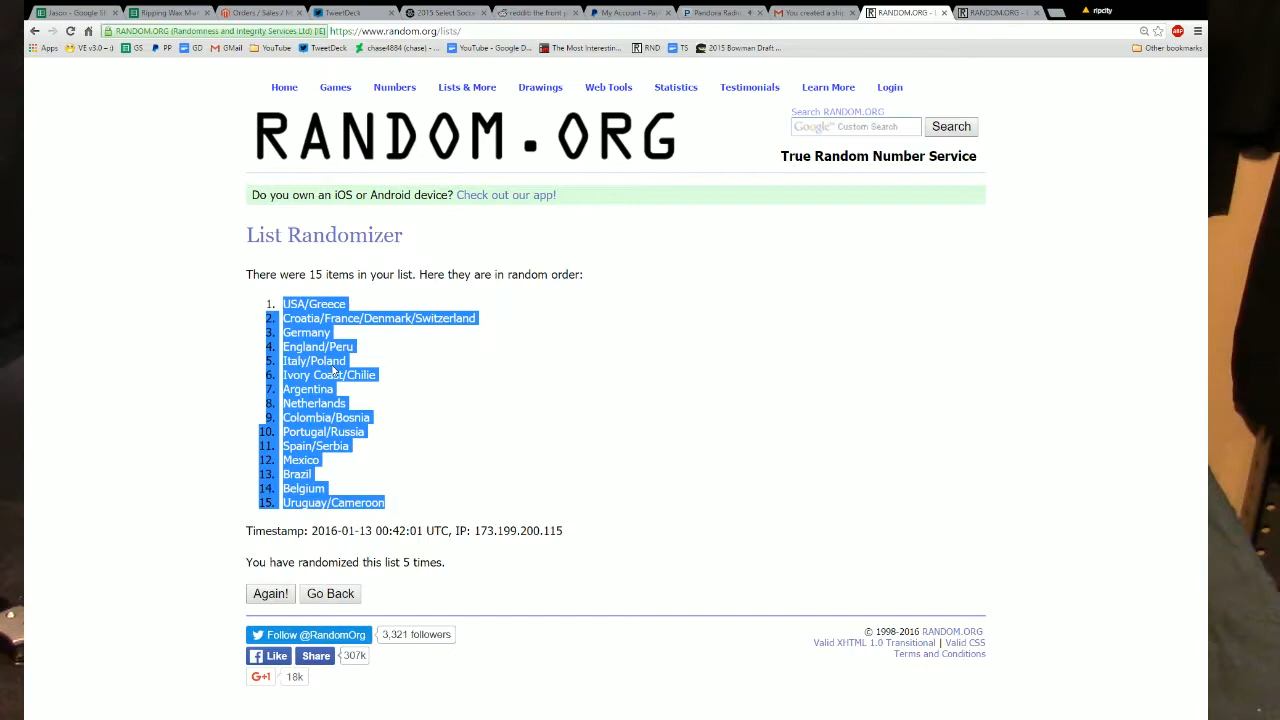 Jason - Google Sh
Ripping Wax Man
Orders / Sales / M
TweetDeck
2015 Select Socce
reddit: the front p
My Account - PayP
Pandora Radio
You created a ship
RANDOM.ORG - L
RANDOM.ORG - L
ripcity
RANDOM.ORG (Randomness and Integrity Services Ltd) [IE] https://www.random.org/lists/
Apps VE v3.0 GS PP GD GMail YouTube TweetDeck chase4884 (chase) - YouTube - Google D... The Most Interestin... RND TS 2015 Bowman Draft ... Other bookmarks
Home Games Numbers Lists & More Drawings Web Tools Statistics Testimonials Learn More Login
RANDOM.ORG
Search RANDOM.ORG
Google Custom Search Search
True Random Number Service
Do you own an iOS or Android device? Check out our app!
List Randomizer
There were 15 items in your list. Here they are in random order:
1. USA/Greece
2. Croatia/France/Denmark/Switzerland
3. Germany
4. England/Peru
5. Italy/Poland
6. Ivory Coast/Chilie
7. Argentina
8. Netherlands
9. Colombia/Bosnia
10. Portugal/Russia
11. Spain/Serbia
12. Mexico
13. Brazil
14. Belgium
15. Uruguay/Cameroon
Timestamp: 2016-01-13 00:42:01 UTC, IP: 173.199.200.115
You have randomized this list 5 times.
Again! Go Back
Follow @RandomOrg 3,321 followers
Like Share 307k
G+1 18k
© 1998-2016 RANDOM.ORG
Valid XHTML 1.0 Transitional | Valid CSS
Terms and Conditions